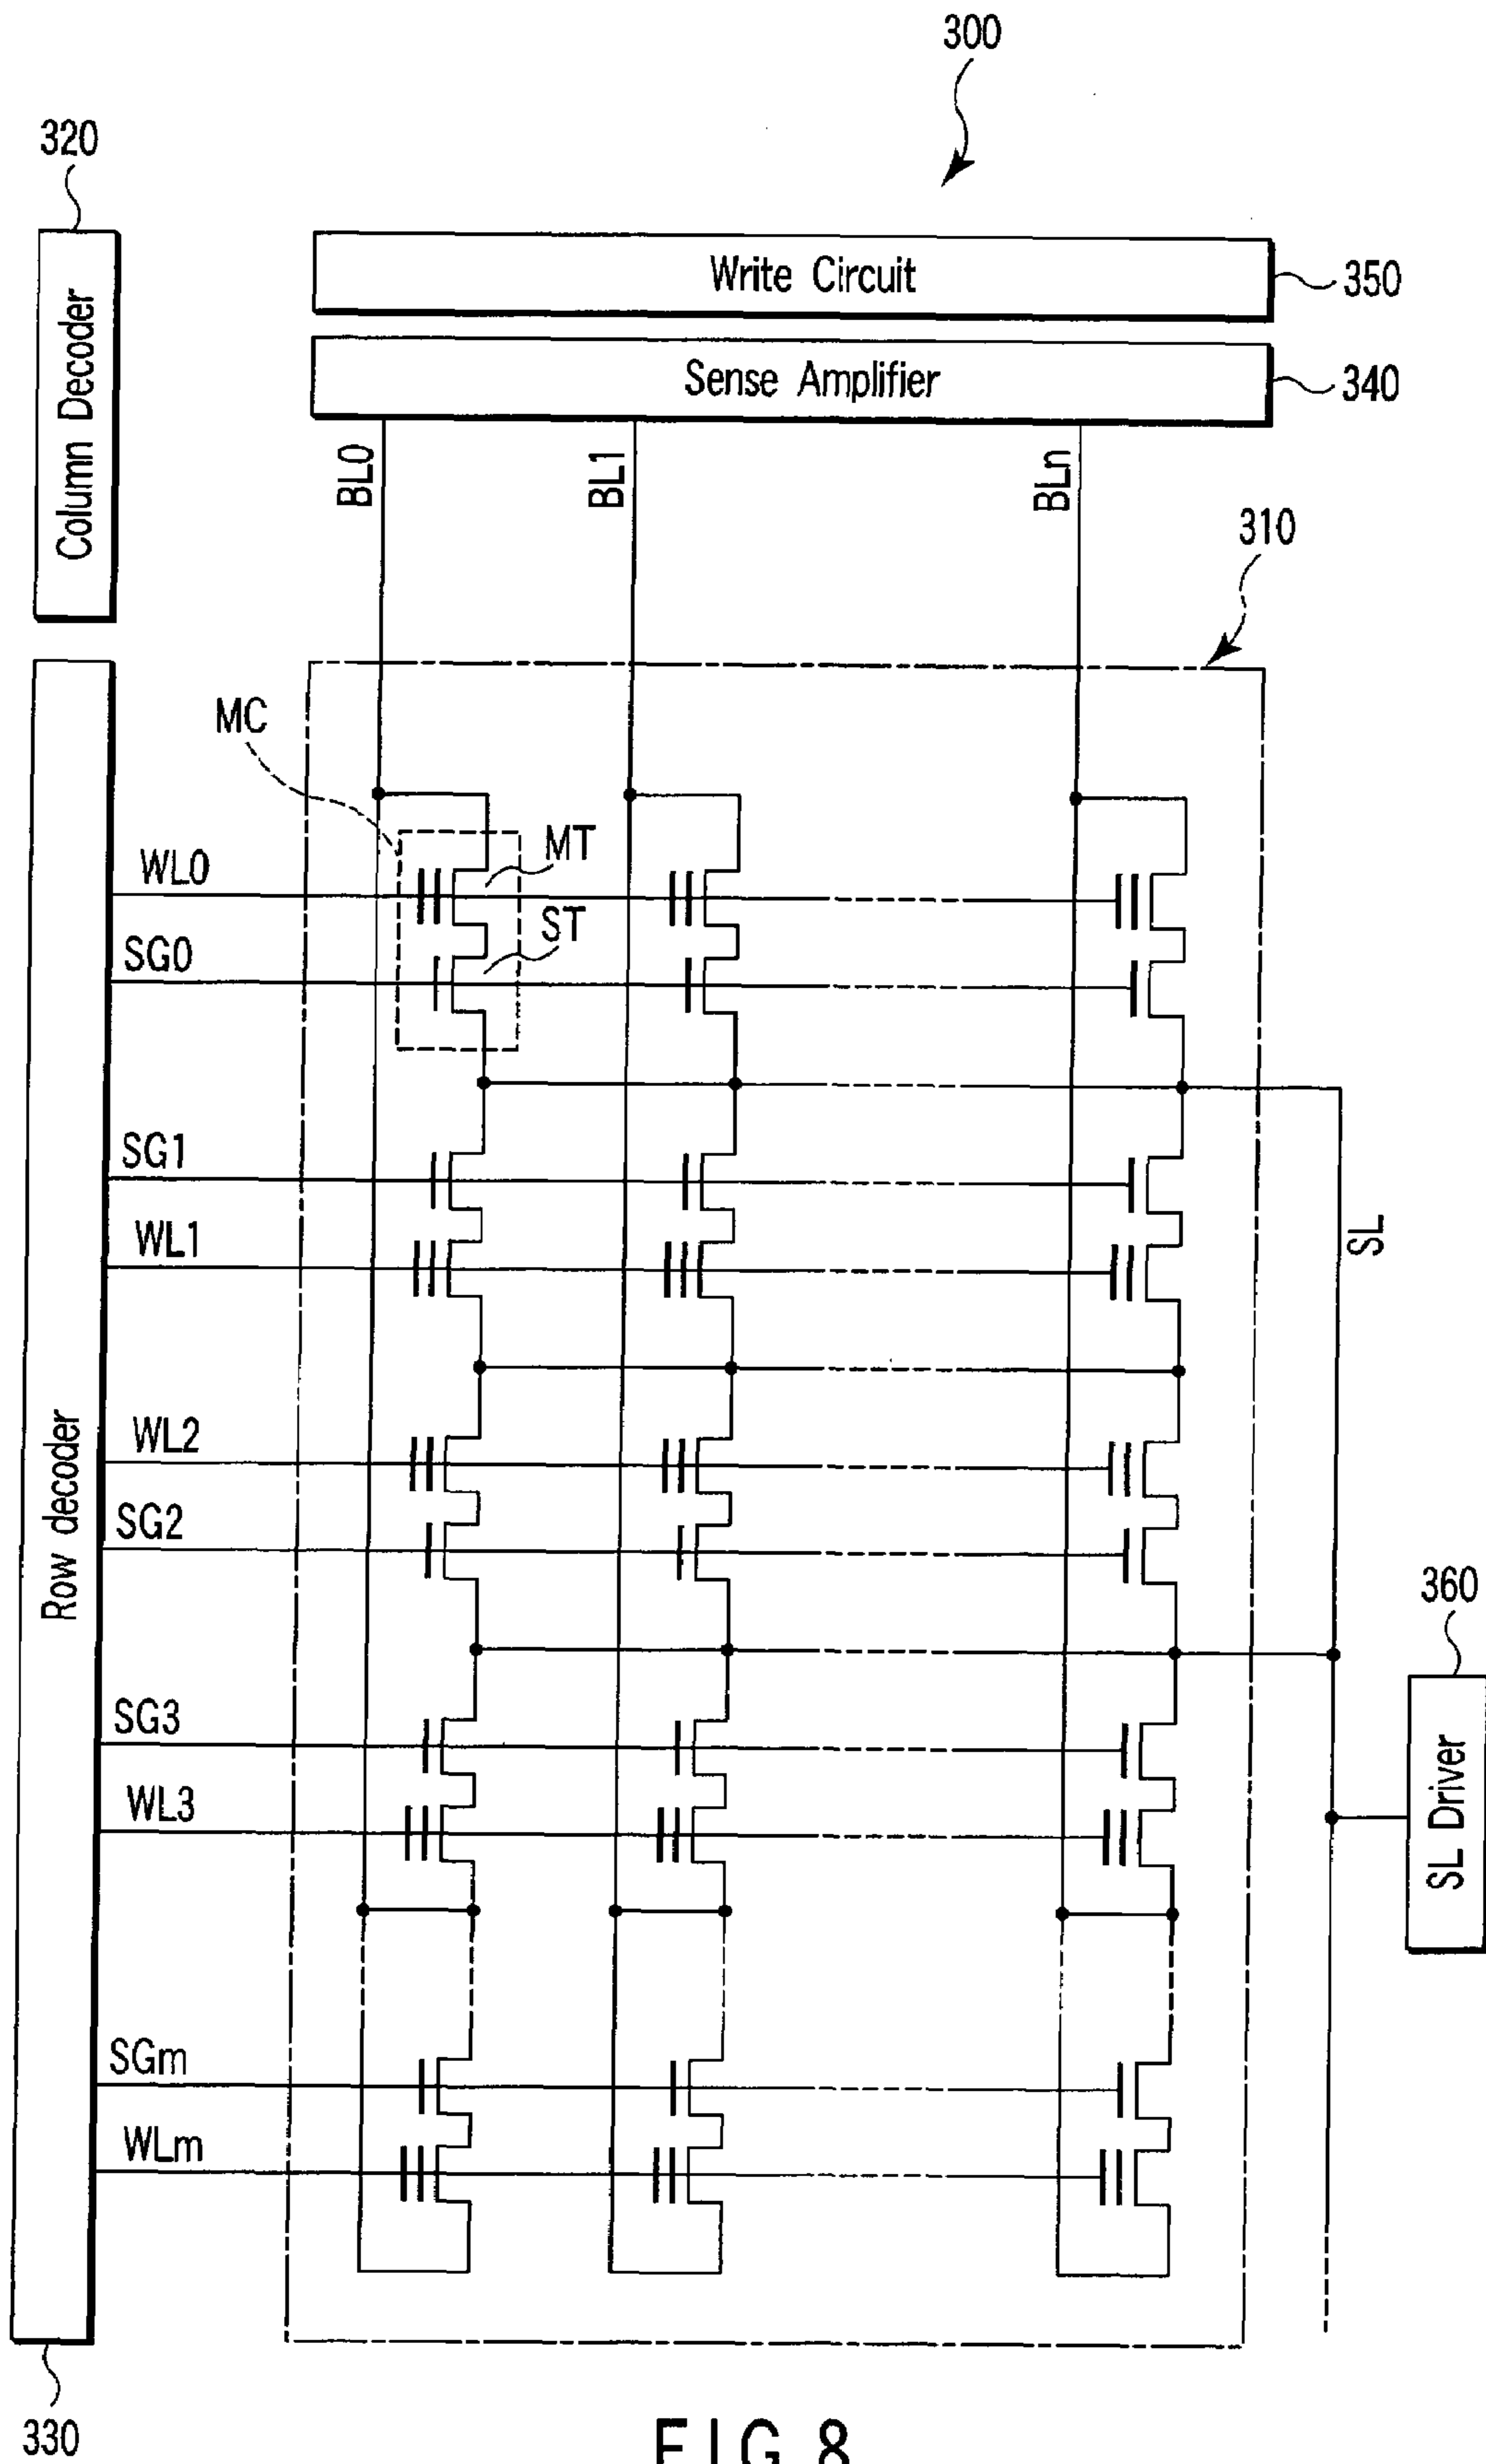 300
320
Column Decoder
Write Circuit
350
Sense Amplifier
340
BL0
BL1
BLn
310
MC
MT
WL0
ST
SG0
SG1
WL1
SL
WL2
Row decoder
SG2
360
SG3
SL Driver
WL3
SGm
WLm
330
FIG. 8